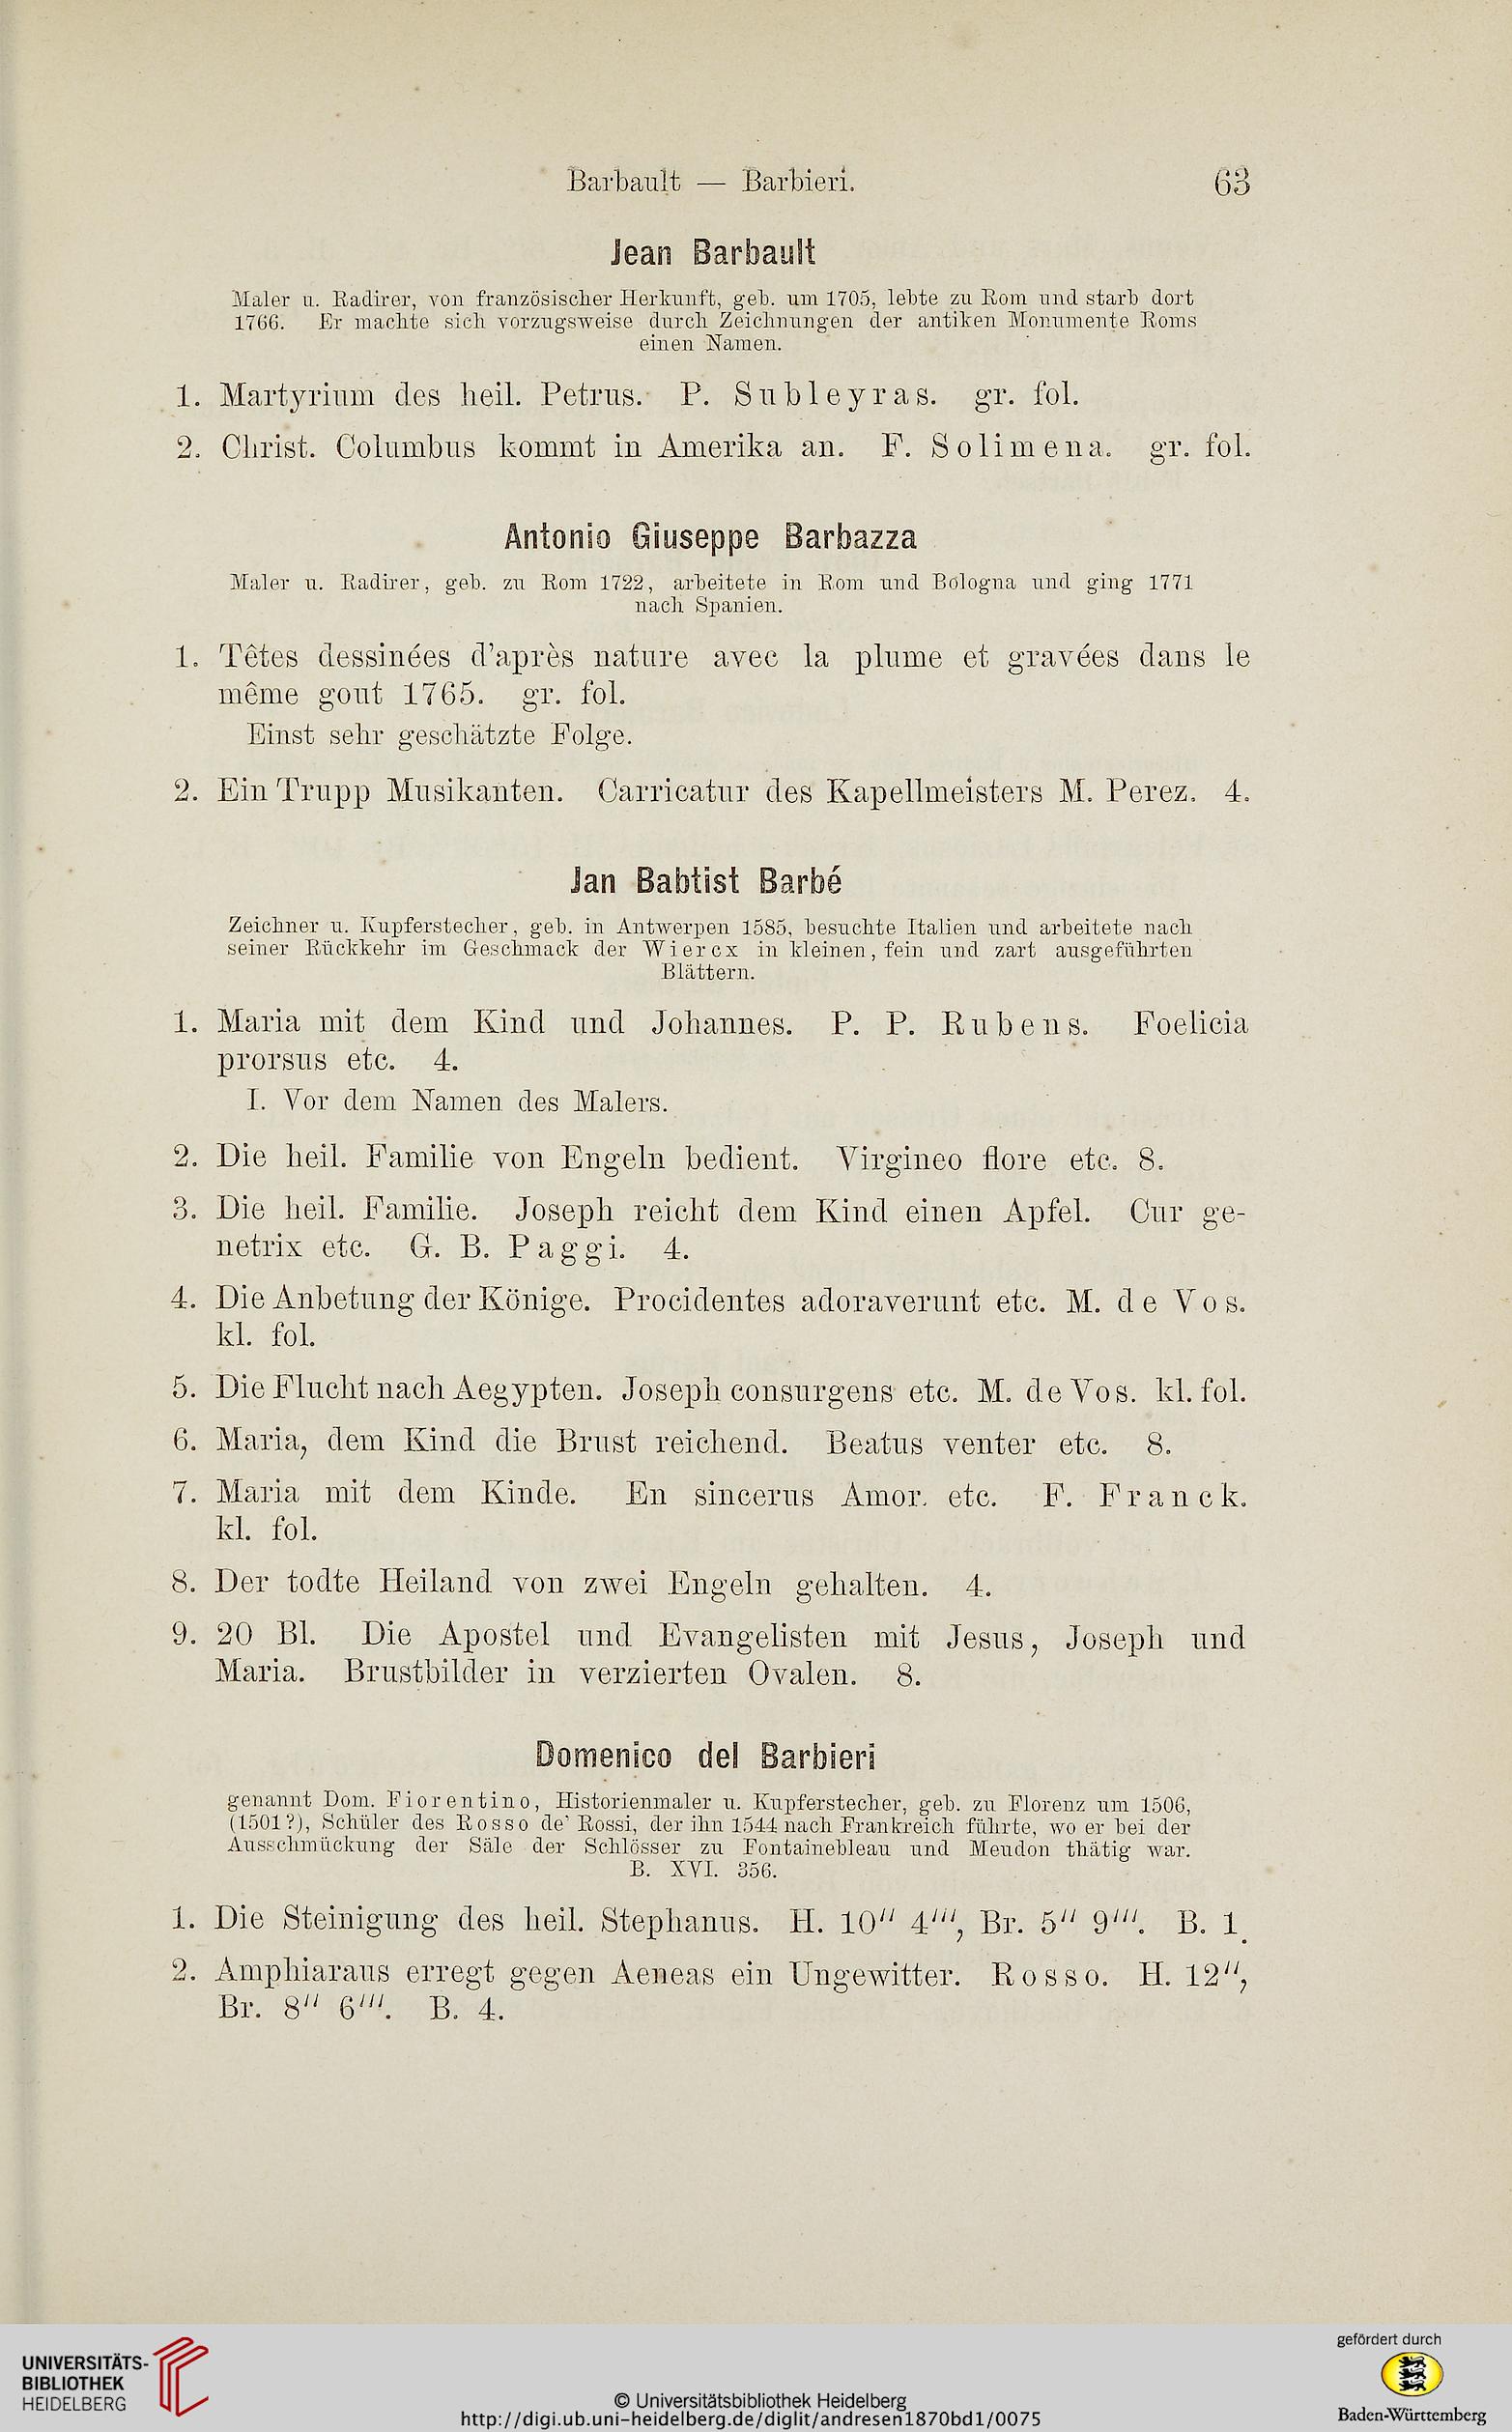 Barbault — Barbieri. 63
Jean Barbault
Maler u. Radirer, von französischer Herkunft, geb. um 1705, lebte zu Rom und starb dort
1766. Er machte sich vorzugsweise durch Zeichnungen der antiken Monumente Roms
einen Namen.
1. Martyrium des heil. Petrus. P. Subleyras. gr. fol.
2. Christ. Columbus kommt in Amerika an. F. Solimena. gr. fol.
Antonio Giuseppe Barbazza
Maler u. Radirer, geb. zu Rom 1722, arbeitete in Rom und Bologna und ging 1771
nach Spanien.
1. Têtes dessinées d'après nature avec la plume et gravées dans le
même gout 1765. gr. fol.
Einst sehr geschätzte Folge.
2. Ein Trupp Musikanten. Carricatur des Kapellmeisters M. Perez. 4.
Jan Babtist Barbé
Zeichner u. Kupferstecher, geb. in Antwerpen 1585, besuchte Italien und arbeitete nach
seiner Rückkehr im Geschmack der Wiercx in kleinen, fein und zart ausgeführten
Blättern.
1. Maria mit dem Kind und Johannes. P. P. Rubens. Foelicia
prorsus etc. 4.
I. Vor dem Namen des Malers.
2. Die heil. Familie von Engeln bedient. Virgineo flore etc. 8.
3. Die heil. Familie. Joseph reicht dem Kind einen Apfel. Cur ge-
netrix etc. G. B. Paggi. 4.
4. Die Anbetung der Könige. Procidentes adoraverunt etc. M. de Vos.
kl. fol.
5. Die Flucht nach Aegypten. Joseph consurgens etc. M. de Vos. kl. fol.
6. Maria, dem Kind die Brust reichend. Beatus venter etc. 8.
7. Maria mit dem Kinde. En sincerus Amor. etc. F. Franck.
kl. fol.
8. Der todte Heiland von zwei Engeln gehalten. 4.
9. 20 Bl. Die Apostel und Evangelisten mit Jesus, Joseph und
Maria. Brustbilder in verzierten Ovalen. 8.
Domenico del Barbieri
genannt Dom. Fiorentino, Historienmaler u. Kupferstecher, geb. zu Florenz um 1506,
(1501?), Schüler des Rosso de' Rossi, der ihn 1544 nach Frankreich führte, wo er bei der
Ausschmückung der Säle der Schlösser zu Fontainebleau und Meudon thätig war.
B. XVI. 356.
1. Die Steinigung des heil. Stephanus. H. 10″ 4‴, Br. 5″ 9‴. B. 1.
2. Amphiaraus erregt gegen Aeneas ein Ungewitter. Rosso. H. 12″,
Br. 8″ 6‴. B. 4.
UNIVERSITÄTS-
BIBLIOTHEK
HEIDELBERG
© Universitätsbibliothek Heidelberg
http://digi.ub.uni-heidelberg.de/diglit/andresen1870bd1/0075
gefördert durch
Baden-Württemberg